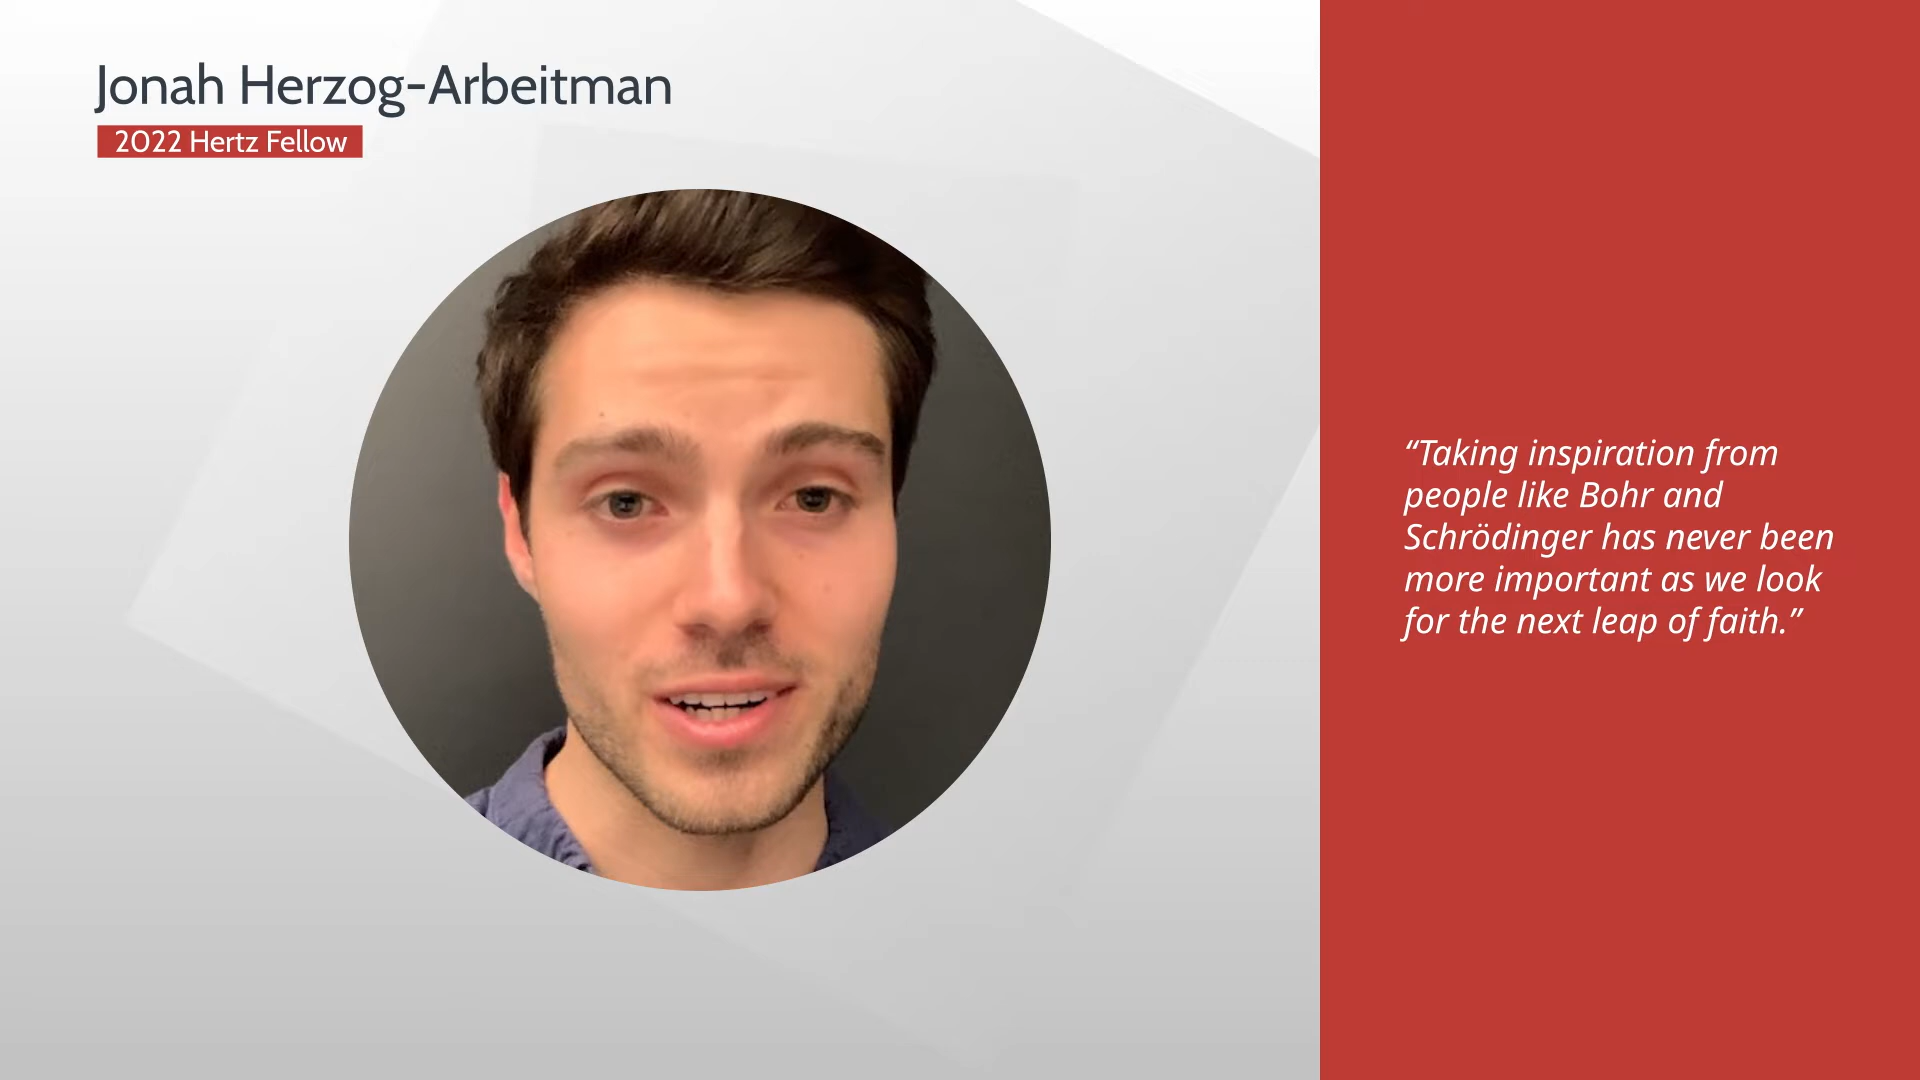 Jonah Herzog-Arbeitman
2022 Hertz Fellow
“Taking inspiration from
people like Bohr and
Schrödinger has never been
more important as we look
for the next leap of faith.”